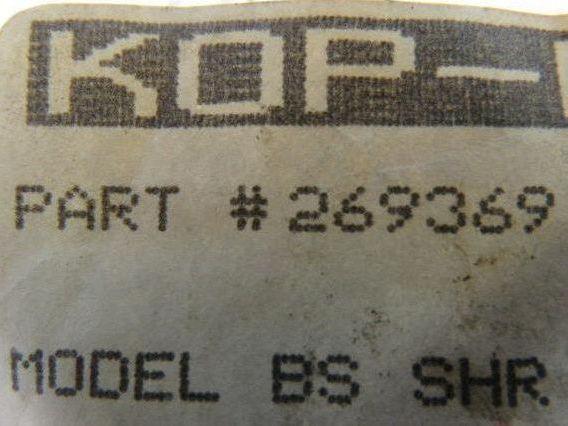 KOP-
PART #269369
MODEL BS SHR